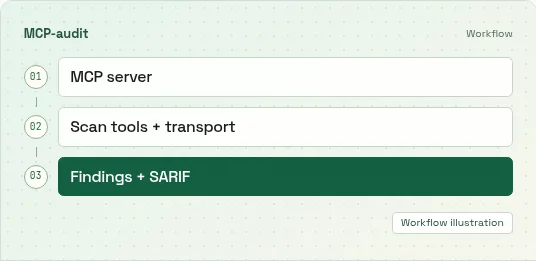 MCP-audit
Workflow
01
MCP server
02
Scan tools + transport
03
Findings + SARIF
Workflow illustration